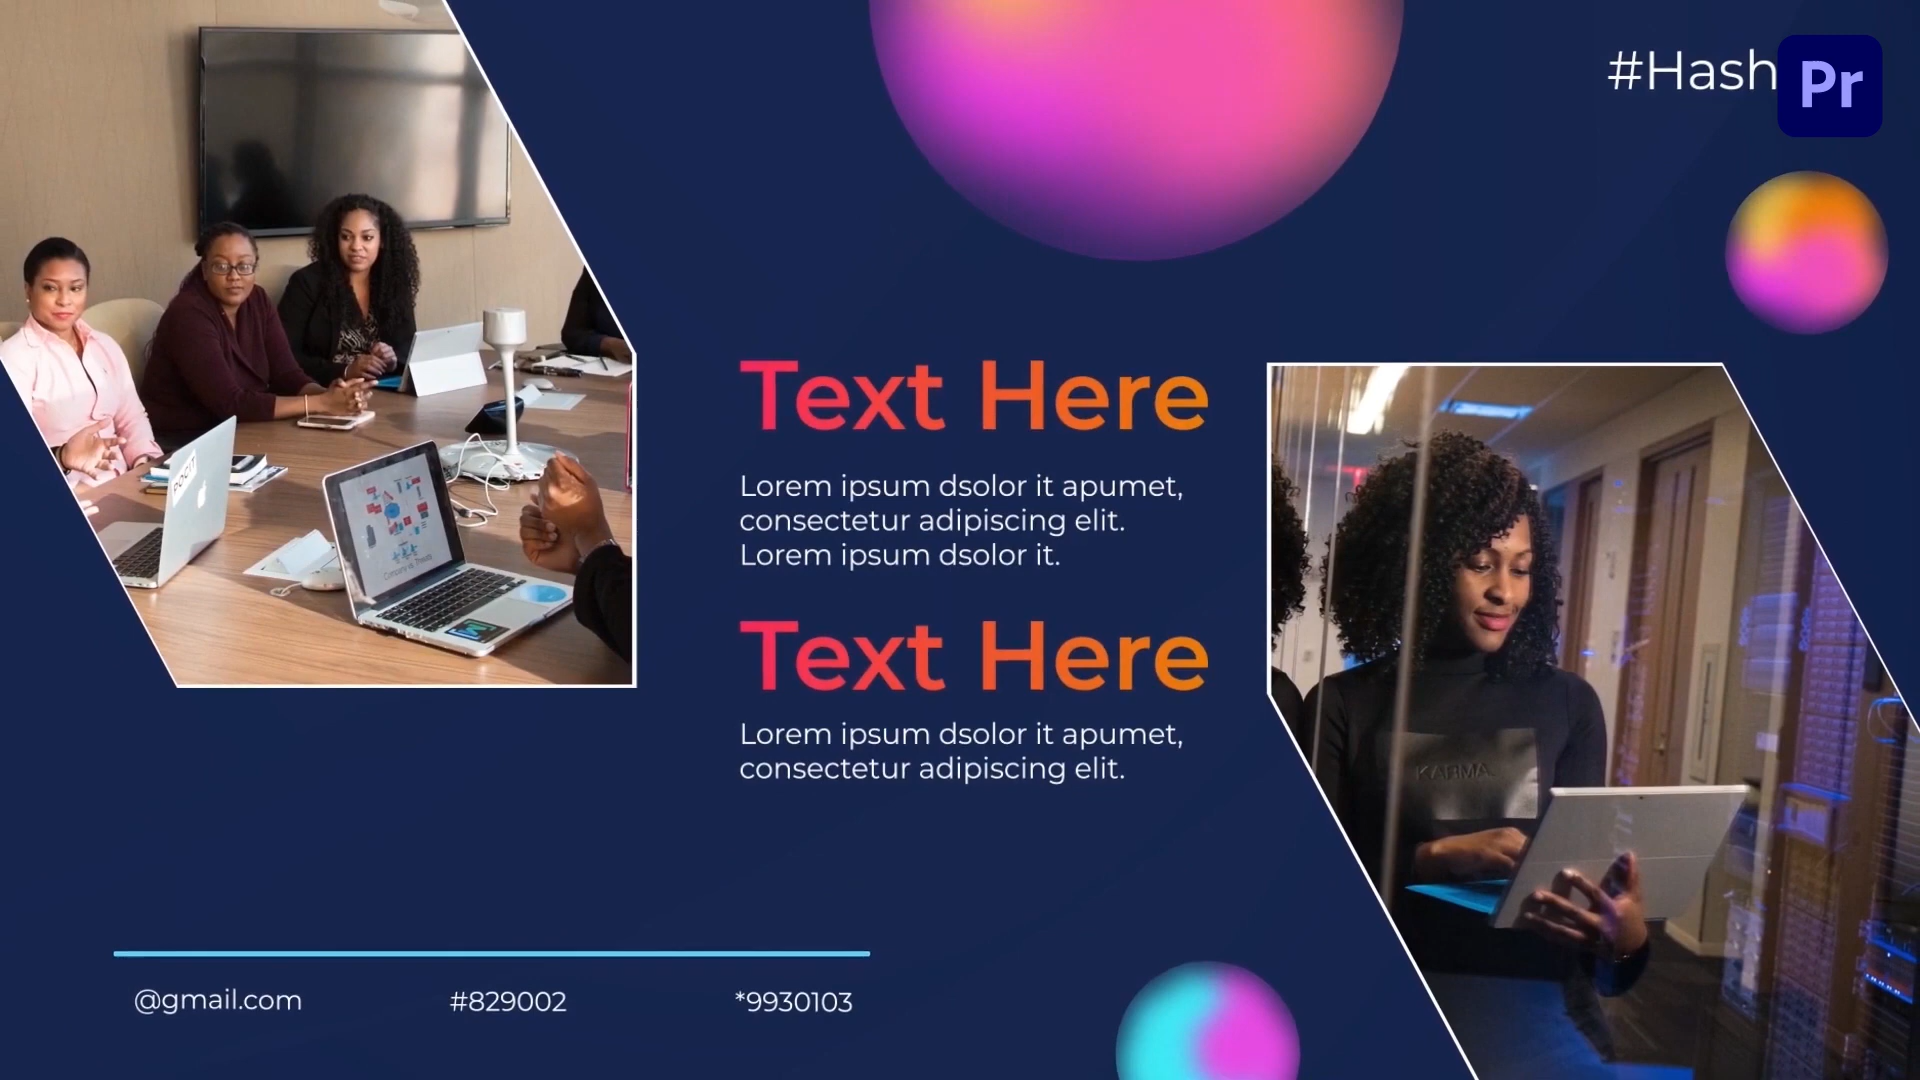 #Hash
Pr
Text Here
Lorem ipsum dsolor it apumet,
consectetur adipiscing elit.
Lorem ipsum dsolor it.
Text Here
Lorem ipsum dsolor it apumet,
consectetur adipiscing elit.
KARMA.
@gmail.com
#829002
*9930103